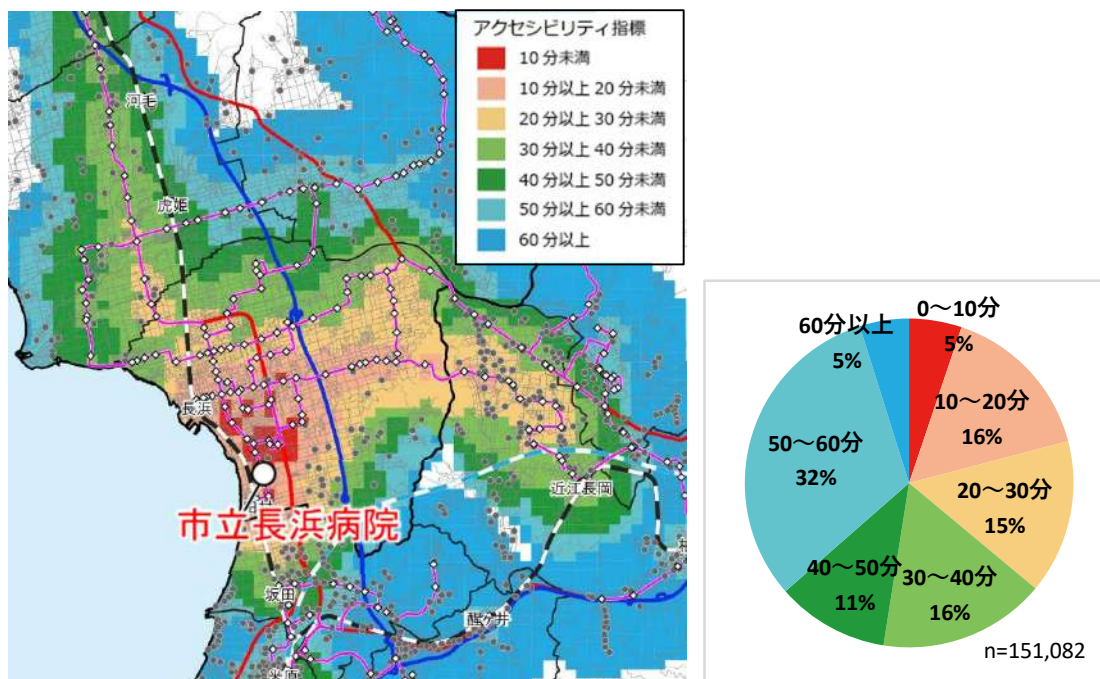 アクセシビリティ指標
10分未満
10分以上20分未満
20分以上30分未満
30分以上40分未満
40分以上50分未満
50分以上60分未満
60分以上
河毛
虎姫
長浜
市立長浜病院
近江長岡
坂田
醒ケ井
米原
0～10分
5%
10～20分
16%
20～30分
15%
30～40分
16%
40～50分
11%
50～60分
32%
60分以上
5%
n=151,082